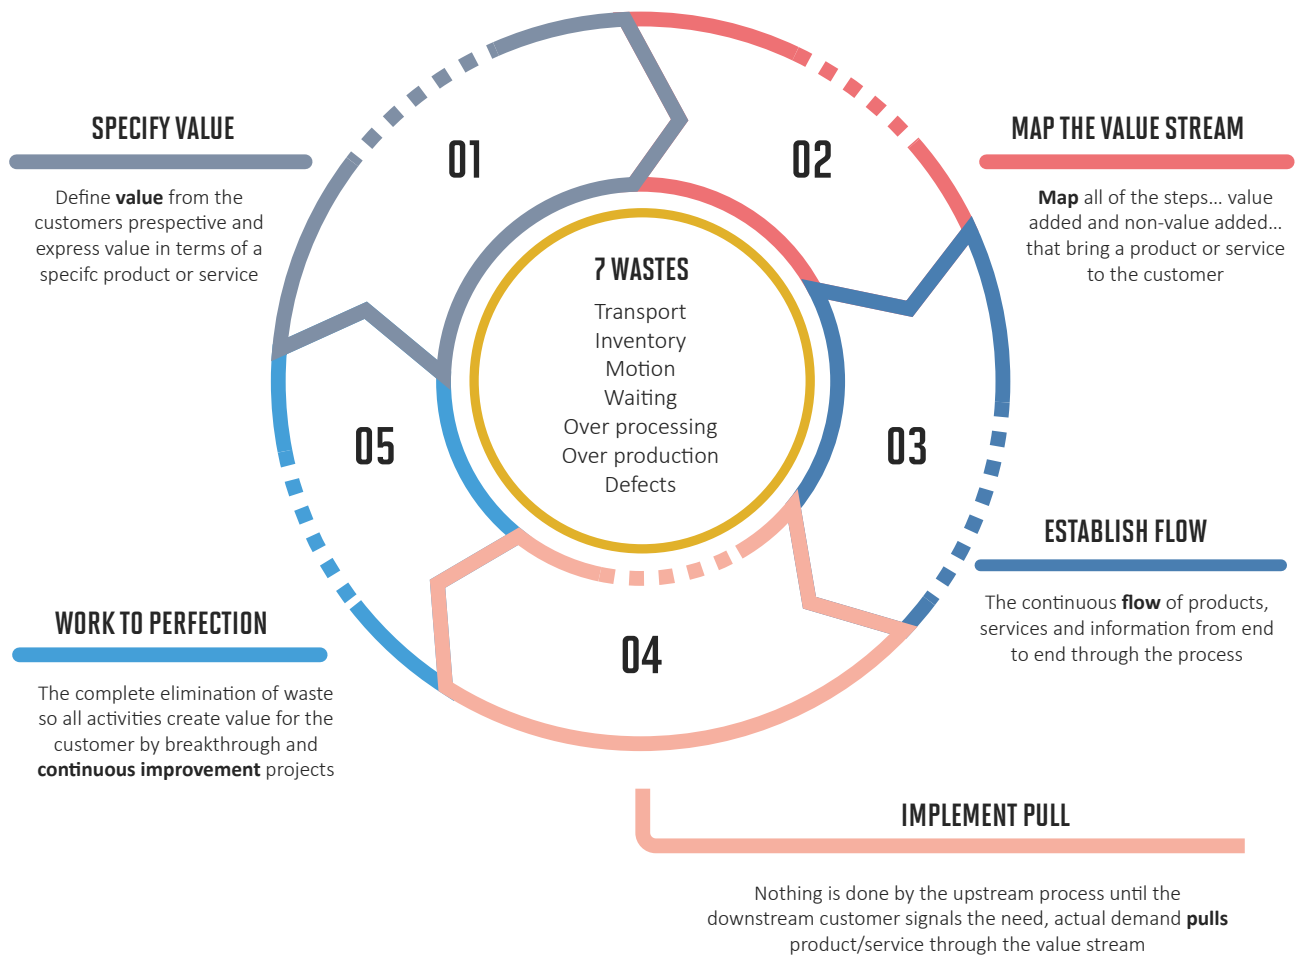 SPECIFY VALUE
Define value from the
customers prespective and
express value in terms of a
specifc product or service
01
02
MAP THE VALUE STREAM
Map all of the steps... value
added and non-value added...
that bring a product or service
to the customer
7 WASTES
Transport
Inventory
Motion
Waiting
Over processing
Over production
Defects
03
ESTABLISH FLOW
The continuous flow of products,
services and information from end
to end through the process
04
IMPLEMENT PULL
Nothing is done by the upstream process until the
downstream customer signals the need, actual demand pulls
product/service through the value stream
05
WORK TO PERFECTION
The complete elimination of waste
so all activities create value for the
customer by breakthrough and
continuous improvement projects